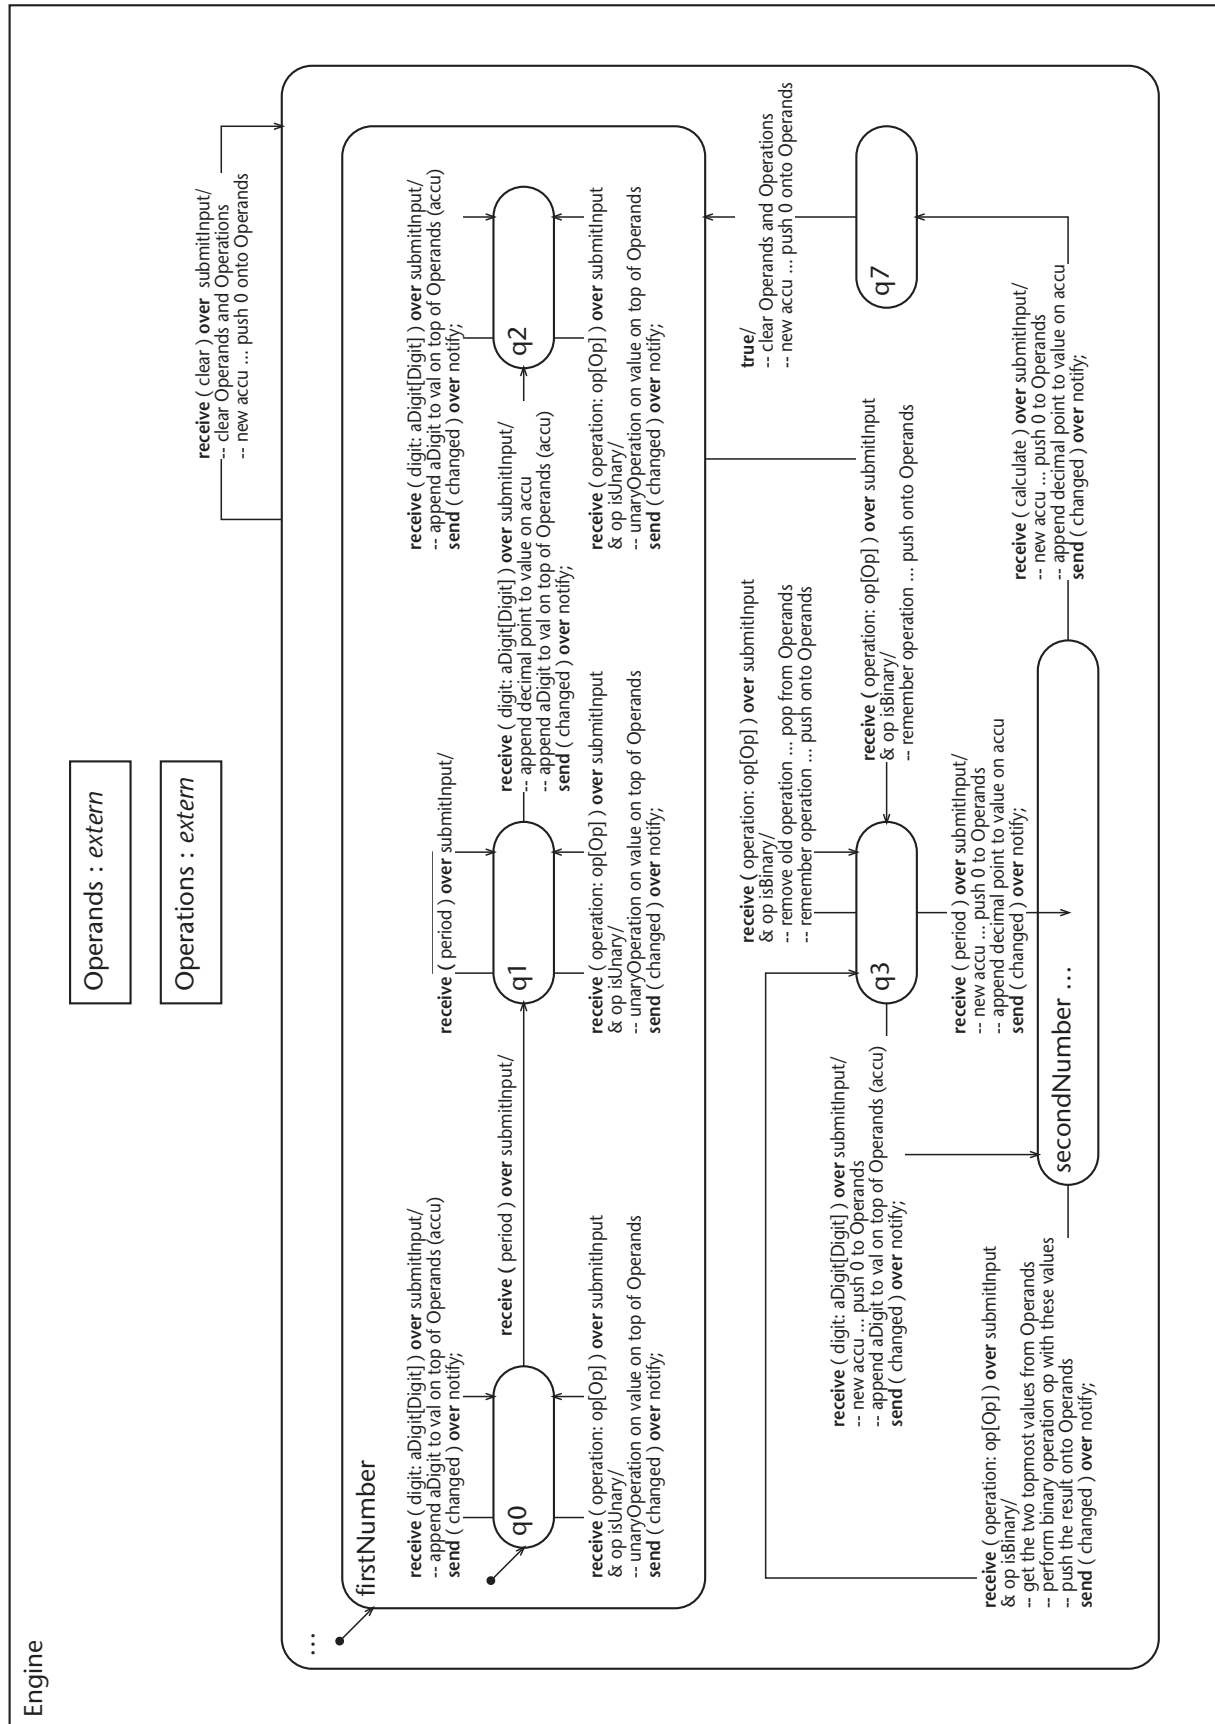 Engine
Operands : extern
Operations : extern
receive ( clear ) over submitInput/
-- clear Operands and Operations
-- new accu ... push 0 onto Operands
...
firstNumber
receive ( digit: aDigit[Digit] ) over submitInput/
-- append aDigit to val on top of Operands (accu)
send ( changed ) over notify;
q0
receive ( operation: op[Op] ) over submitInput
& op isUnary/
-- unaryOperation on value on top of Operands
send ( changed ) over notify;
receive ( period ) over submitInput/
receive ( period ) over submitInput/
q1
receive ( operation: op[Op] ) over submitInput
& op isUnary/
-- unaryOperation on value on top of Operands
send ( changed ) over notify;
receive ( digit: aDigit[Digit] ) over submitInput/
-- append decimal point to value on accu
-- append aDigit to val on top of Operands (accu)
send ( changed ) over notify;
receive ( digit: aDigit[Digit] ) over submitInput/
-- append aDigit to val on top of Operands (accu)
send ( changed ) over notify;
q2
receive ( operation: op[Op] ) over submitInput
& op isUnary/
-- unaryOperation on value on top of Operands
send ( changed ) over notify;
true/
-- clear Operands and Operations
-- new accu ... push 0 onto Operands
q7
receive ( operation: op[Op] ) over submitInput
& op isBinary/
-- remove old operation ... pop from Operands
-- remember operation ... push onto Operands
receive ( operation: op[Op] ) over submitInput
& op isBinary/
-- remember operation ... push onto Operands
q3
receive ( digit: aDigit[Digit] ) over submitInput/
-- new accu ... push 0 to Operands
-- append aDigit to val on top of Operands (accu)
send ( changed ) over notify;
receive ( period ) over submitInput/
-- new accu ... push 0 to Operands
-- append decimal point to value on accu
send ( changed ) over notify;
receive ( calculate ) over submitInput/
-- new accu ... push 0 to Operands
-- append decimal point to value on accu
send ( changed ) over notify;
secondNumber ...
receive ( operation: op[Op] ) over submitInput
& op isBinary/
-- get the two topmost values from Operands
-- perform binary operation op with these values
-- push the result onto Operands
send ( changed ) over notify;